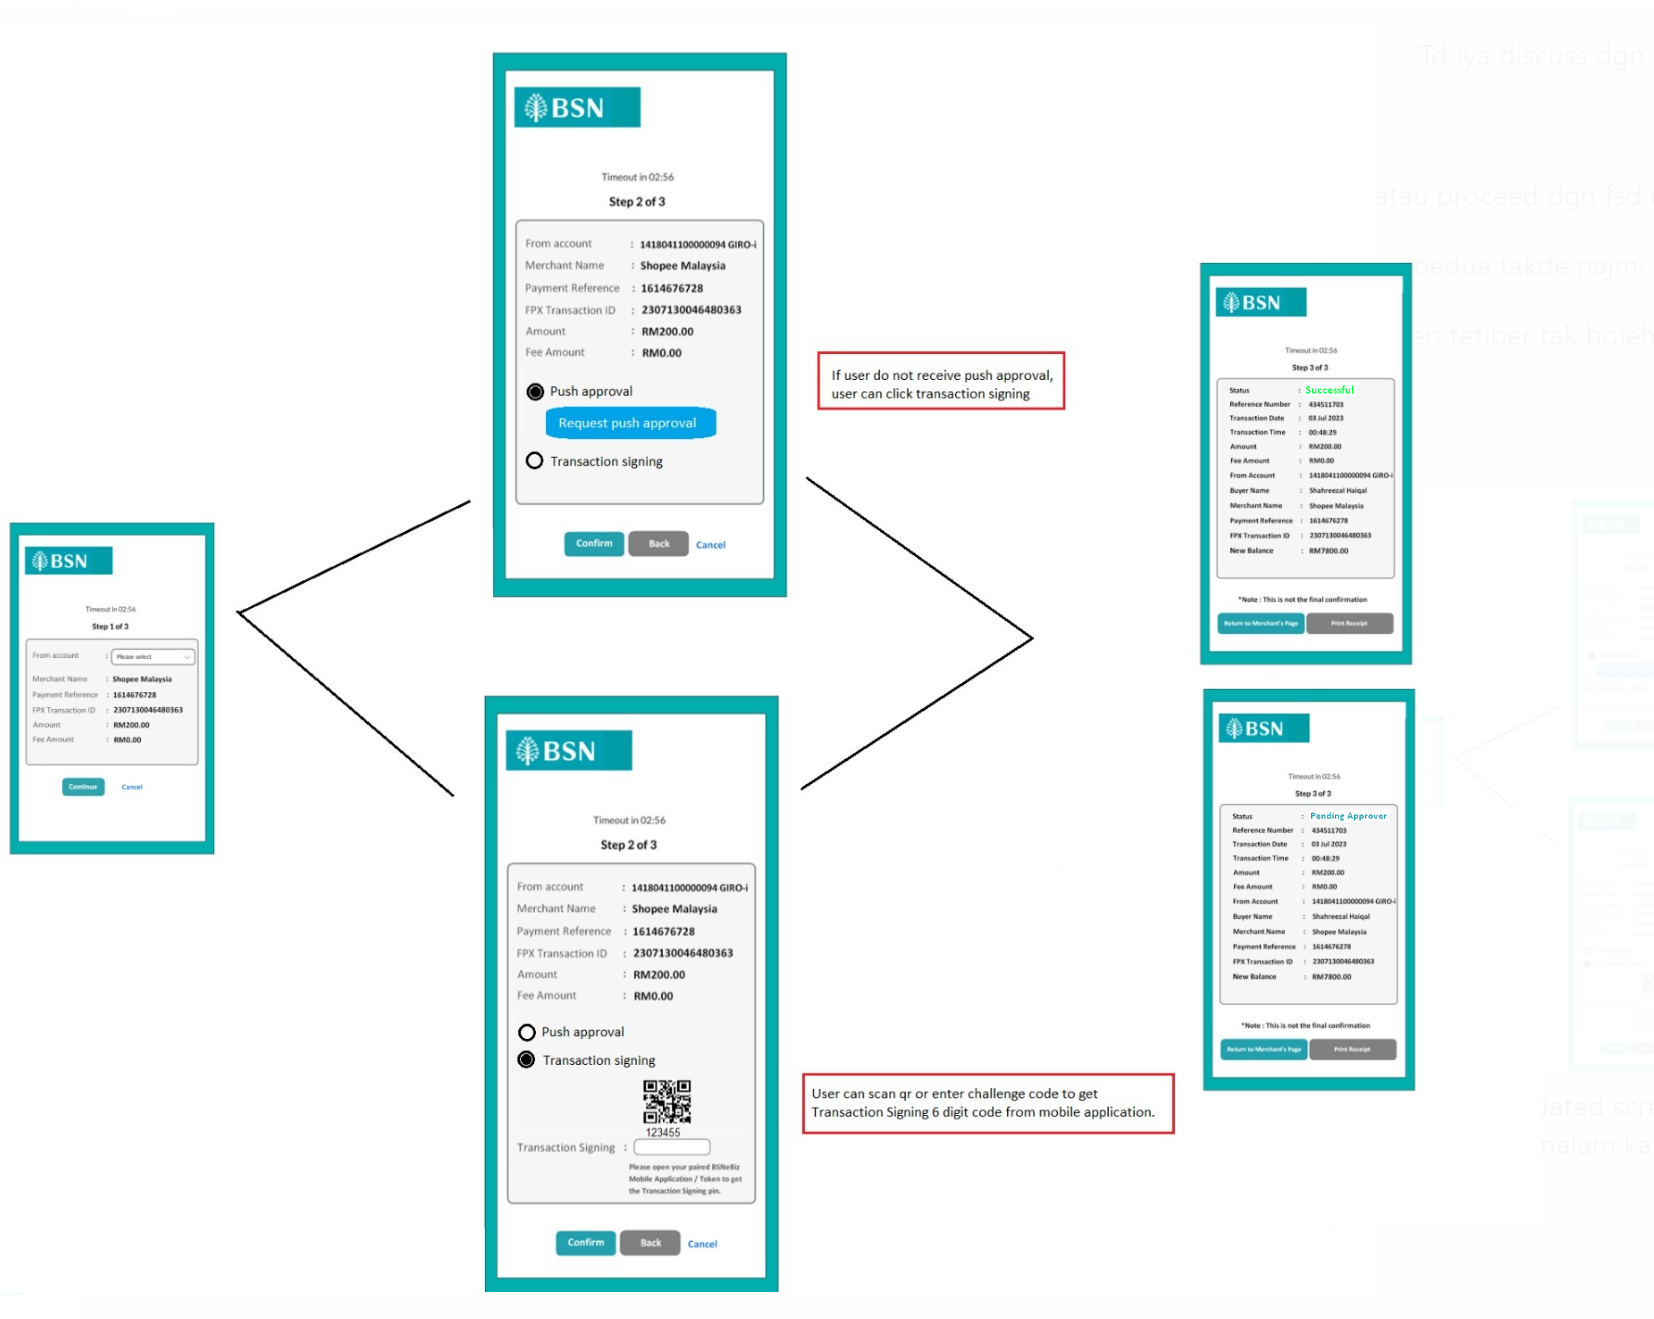 BSN
Timeout in 02:56
Step 1 of 3
From account : Please select
Merchant Name : Shopee Malaysia
Payment Reference : 1614676728
FPX Transaction ID : 2307130046480363
Amount : RM200.00
Fee Amount : RM0.00
Continue Cancel
BSN
Timeout in 02:56
Step 2 of 3
From account : 1418041100000094 GIRO-i
Merchant Name : Shopee Malaysia
Payment Reference : 1614676728
FPX Transaction ID : 2307130046480363
Amount : RM200.00
Fee Amount : RM0.00
Push approval
Request push approval
Transaction signing
Confirm Back Cancel
If user do not receive push approval,
user can click transaction signing
BSN
Timeout in 02:56
Step 2 of 3
From account : 1418041100000094 GIRO-i
Merchant Name : Shopee Malaysia
Payment Reference : 1614676728
FPX Transaction ID : 2307130046480363
Amount : RM200.00
Fee Amount : RM0.00
Push approval
Transaction signing
123455
Transaction Signing :
Please open your paired BSNeBiz
Mobile Application / Token to get
the Transaction Signing pin.
Confirm Back Cancel
User can scan qr or enter challenge code to get
Transaction Signing 6 digit code from mobile application.
BSN
Timeout in 02:56
Step 3 of 3
Status : Successful
Reference Number : 434511703
Transaction Date : 03 Jul 2023
Transaction Time : 00:48:29
Amount : RM200.00
Fee Amount : RM0.00
From Account : 1418041100000094 GIRO-i
Buyer Name : Shahreezal Haiqal
Merchant Name : Shopee Malaysia
Payment Reference : 1614676278
FPX Transaction ID : 2307130046480363
New Balance : RM7800.00
*Note : This is not the final confirmation
Return to Merchant's Page Print Receipt
BSN
Timeout in 02:56
Step 3 of 3
Status : Pending Approver
Reference Number : 434511703
Transaction Date : 03 Jul 2023
Transaction Time : 00:48:29
Amount : RM200.00
Fee Amount : RM0.00
From Account : 1418041100000094 GIRO-i
Buyer Name : Shahreezal Haiqal
Merchant Name : Shopee Malaysia
Payment Reference : 1614676278
FPX Transaction ID : 2307130046480363
New Balance : RM7800.00
*Note : This is not the final confirmation
Return to Merchant's Page Print Receipt
Td iya discuss dgn
atau proceed dgn fsd
bedua takde najmi
en tetiber tak boleh